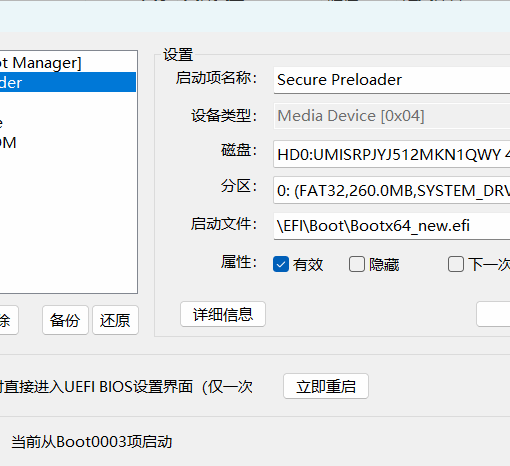 设置
ot Manager]
der
e
OM
启动项名称: Secure Preloader
设备类型: Media Device [0x04]
磁盘: HD0:UMISRPJYJ512MKN1QWY 4
分区: 0: (FAT32,260.0MB,SYSTEM_DRV
启动文件: \EFI\Boot\Bootx64_new.efi
属性: 有效 隐藏 下一次
除 备份 还原 详细信息
时直接进入UEFI BIOS设置界面（仅一次 立即重启
当前从Boot0003项启动